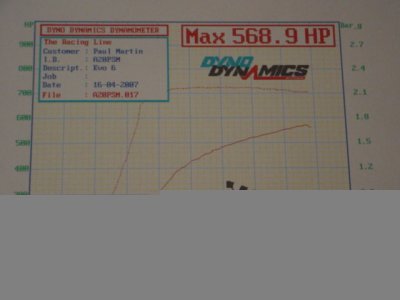 DYNO DYNAMICS DYNAMOMETER
The Racing Line
Customer : Paul Martin
I.D. : A20PSM
Descript.: Evo 6
Job :
Date : 16-04-2007
File : A20PSM.017
Max 568.9 HP
DYNO
DYNAMICS
HP
900
800
700
600
500
400
300
Bar.B
2.7
2.4
2.1
1.8
1.5
1.2